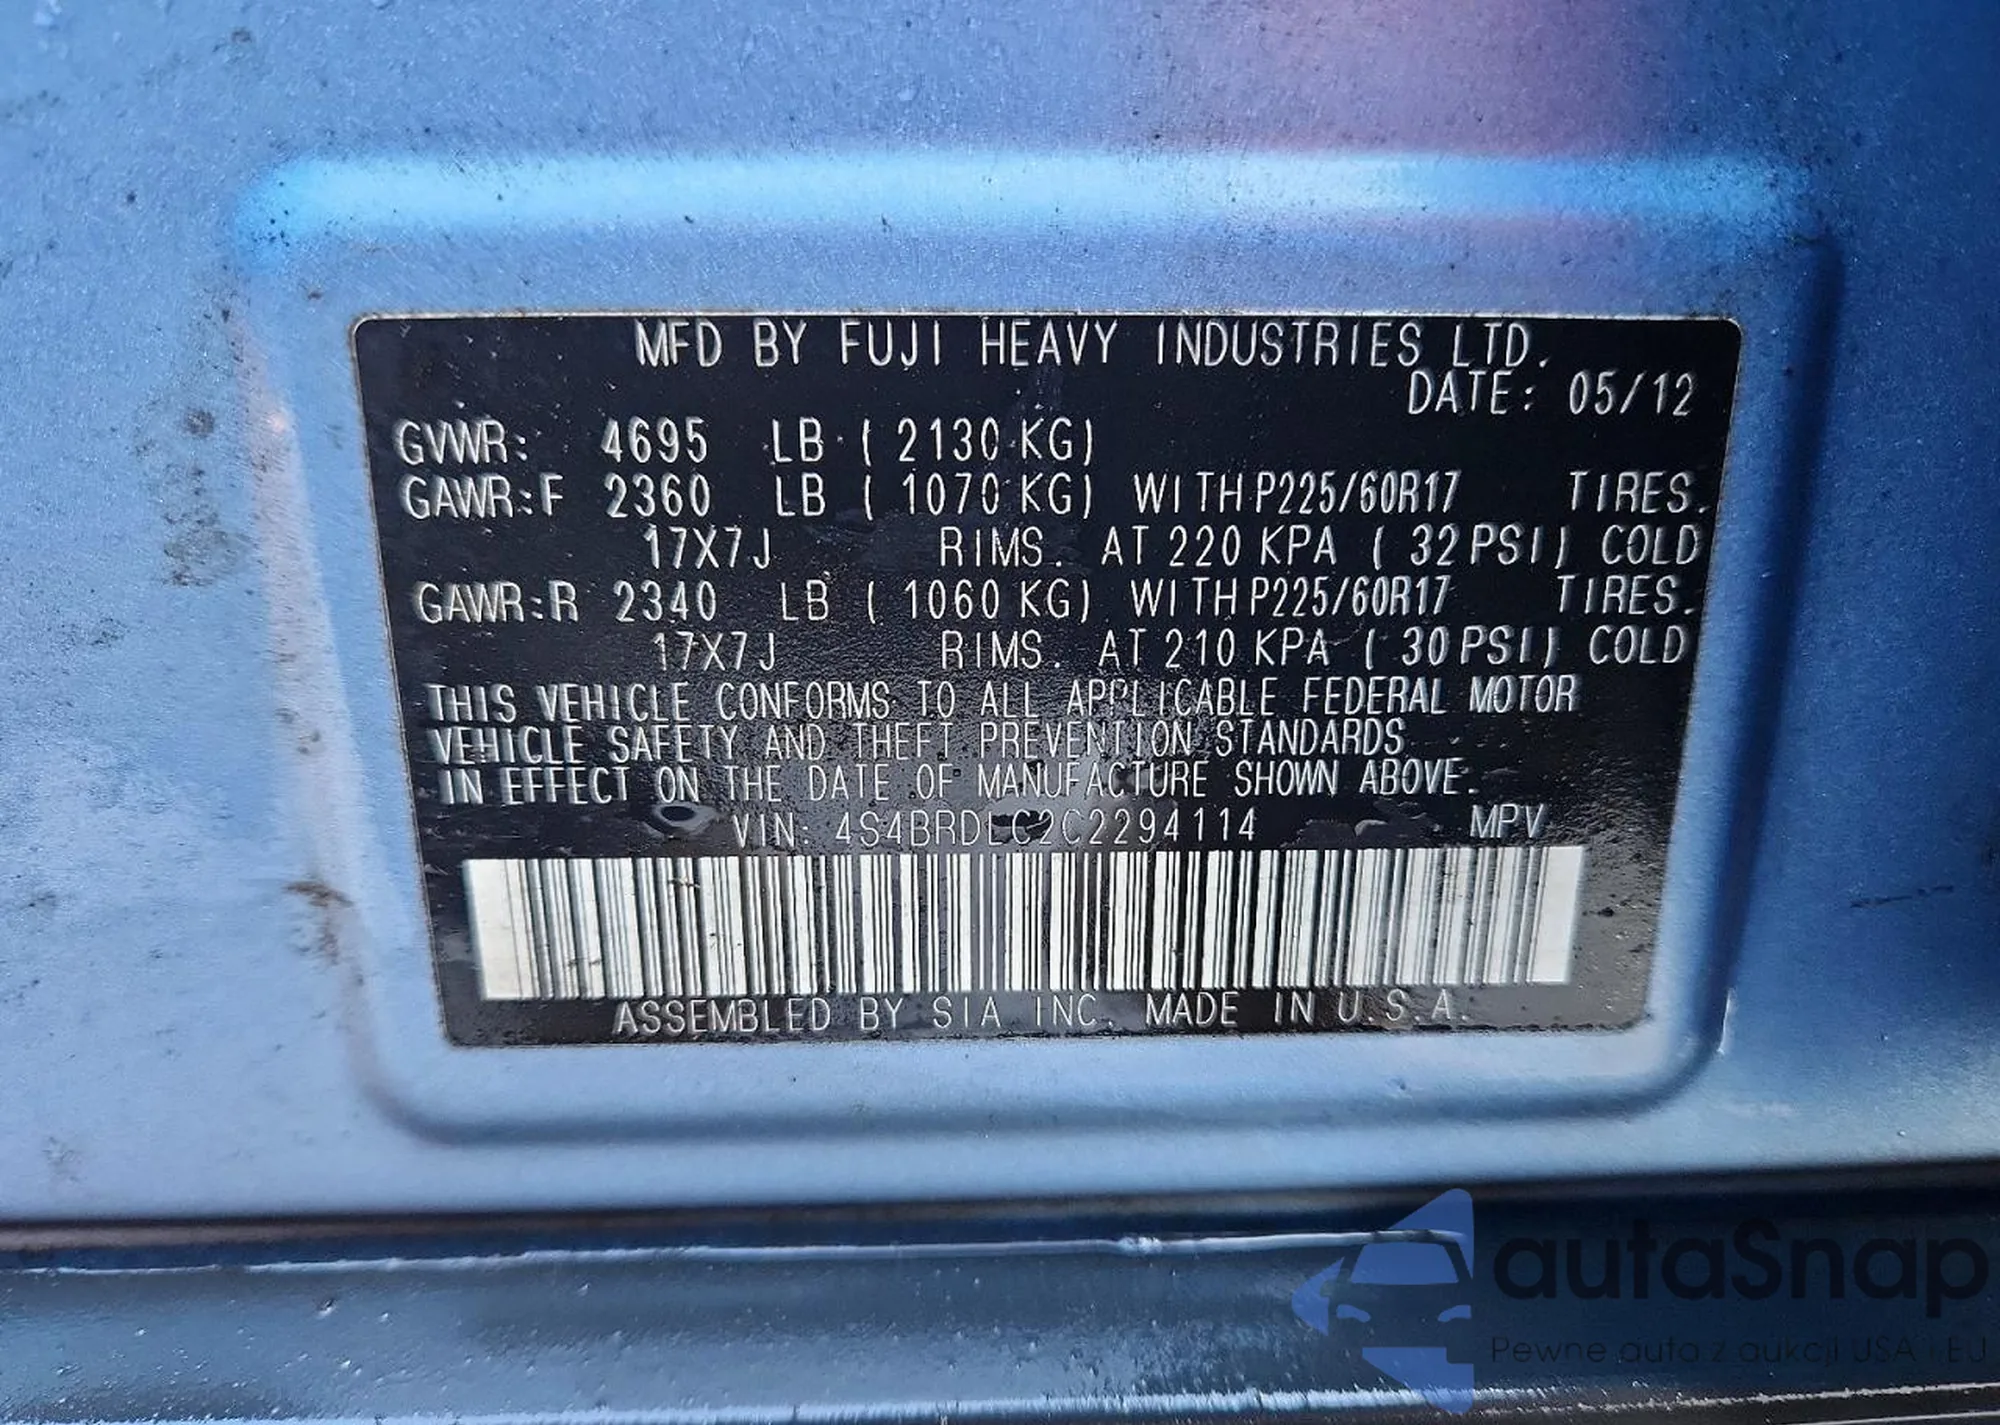 MFD BY FUJI HEAVY INDUSTRIES LTD.
DATE: 05/12
GVWR: 4695 LB ( 2130 KG)
GAWR:F 2360 LB ( 1070 KG) WITH P225/60R17 TIRES.
17X7J RIMS. AT 220 KPA ( 32 PSI) COLD
GAWR:R 2340 LB ( 1060 KG) WITH P225/60R17 TIRES.
17X7J RIMS. AT 210 KPA ( 30 PSI) COLD
THIS VEHICLE CONFORMS TO ALL APPLICABLE FEDERAL MOTOR
VEHICLE SAFETY AND THEFT PREVENTION STANDARDS
IN EFFECT ON THE DATE OF MANUFACTURE SHOWN ABOVE.
VIN: 4S4BRDLC2C2294114 MPV
ASSEMBLED BY SIA INC. MADE IN U.S.A.
autaSnap
Pewne auta z aukcji USA i EU